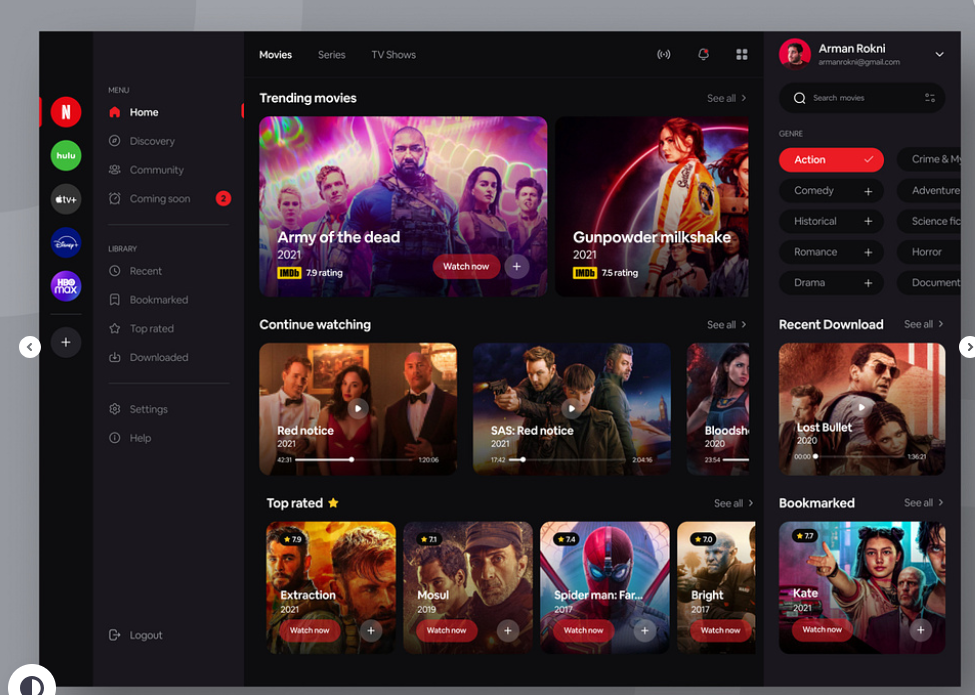 Movies
Series
TV Shows
Arman Rokni
armanrokni@gmail.com
N
hulu
tv+
Disney+
HBO
max
MENU
Home
Discovery
Community
Coming soon
2
LIBRARY
Recent
Bookmarked
Top rated
Downloaded
Settings
Help
Logout
Trending movies
See all
Army of the dead
2021
IMDb 7.9 rating
Watch now
Gunpowder milkshake
2021
IMDb 7.5 rating
Continue watching
See all
Red notice
2021
42:31
1:20:06
SAS: Red notice
2021
17:42
2:04:16
Bloodsh
2020
23:54
Top rated
See all
7.9
Extraction
2021
Watch now
7.1
Mosul
2019
Watch now
7.4
Spider man: Far...
2017
Watch now
7.0
Bright
2017
Watch now
Search movies
GENRE
Action
Crime & My
Comedy
Adventure
Historical
Science fic
Romance
Horror
Drama
Document
Recent Download
See all
Lost Bullet
2020
00:00
1:36:21
Bookmarked
See all
7.7
Kate
2021
Watch now